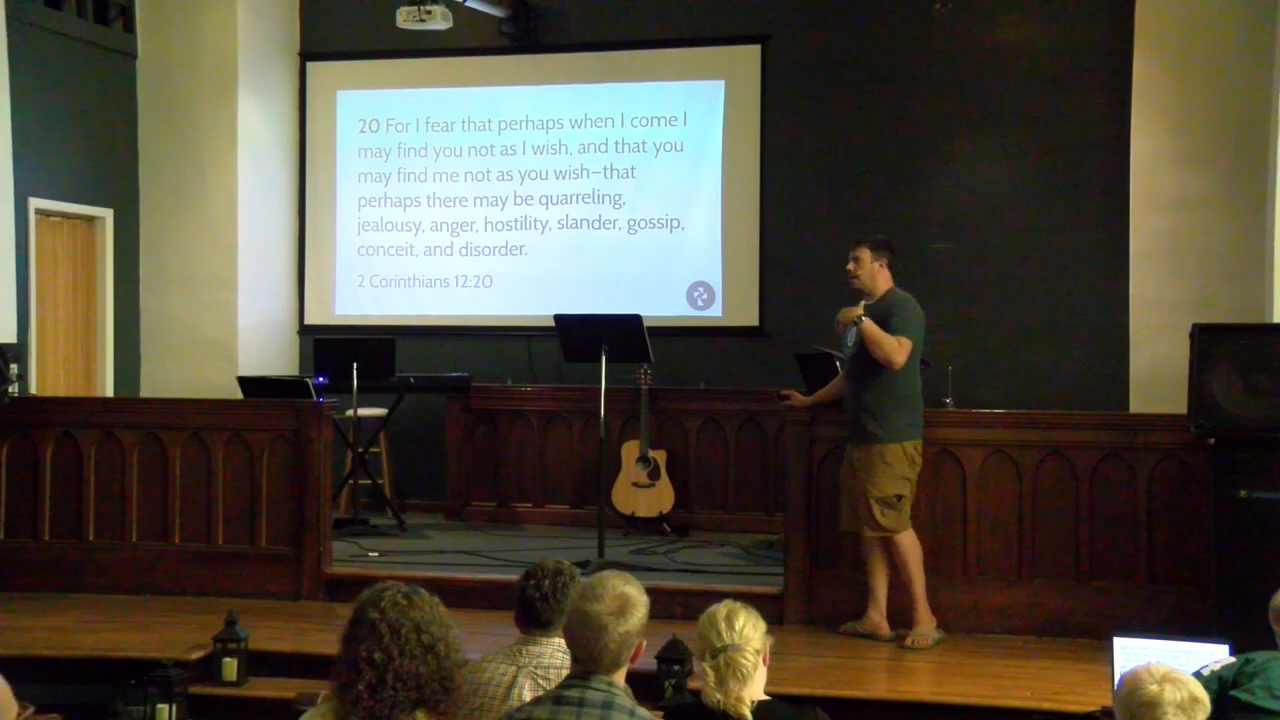 20 For I fear that perhaps when I come I
may find you not as I wish, and that you
may find me not as you wish–that
perhaps there may be quarreling,
jealousy, anger, hostility, slander, gossip,
conceit, and disorder.
2 Corinthians 12:20